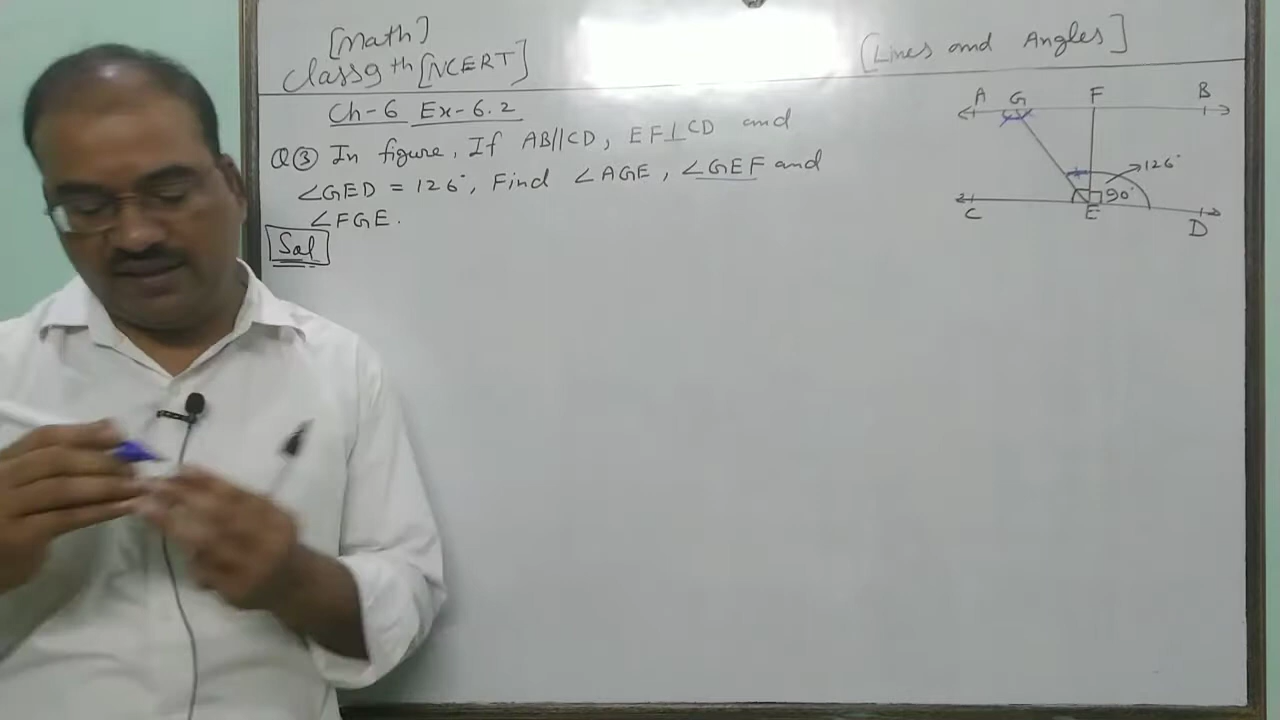 [Math]
Class 9th [NCERT]
[Lines and Angles]
Ch-6 Ex-6.2
Q③ In figure, If AB||CD, EF⊥CD and
∠GED = 126°, Find ∠AGE, ∠GEF and
∠FGE.
Sol
A G F B
126°
90°
C E D